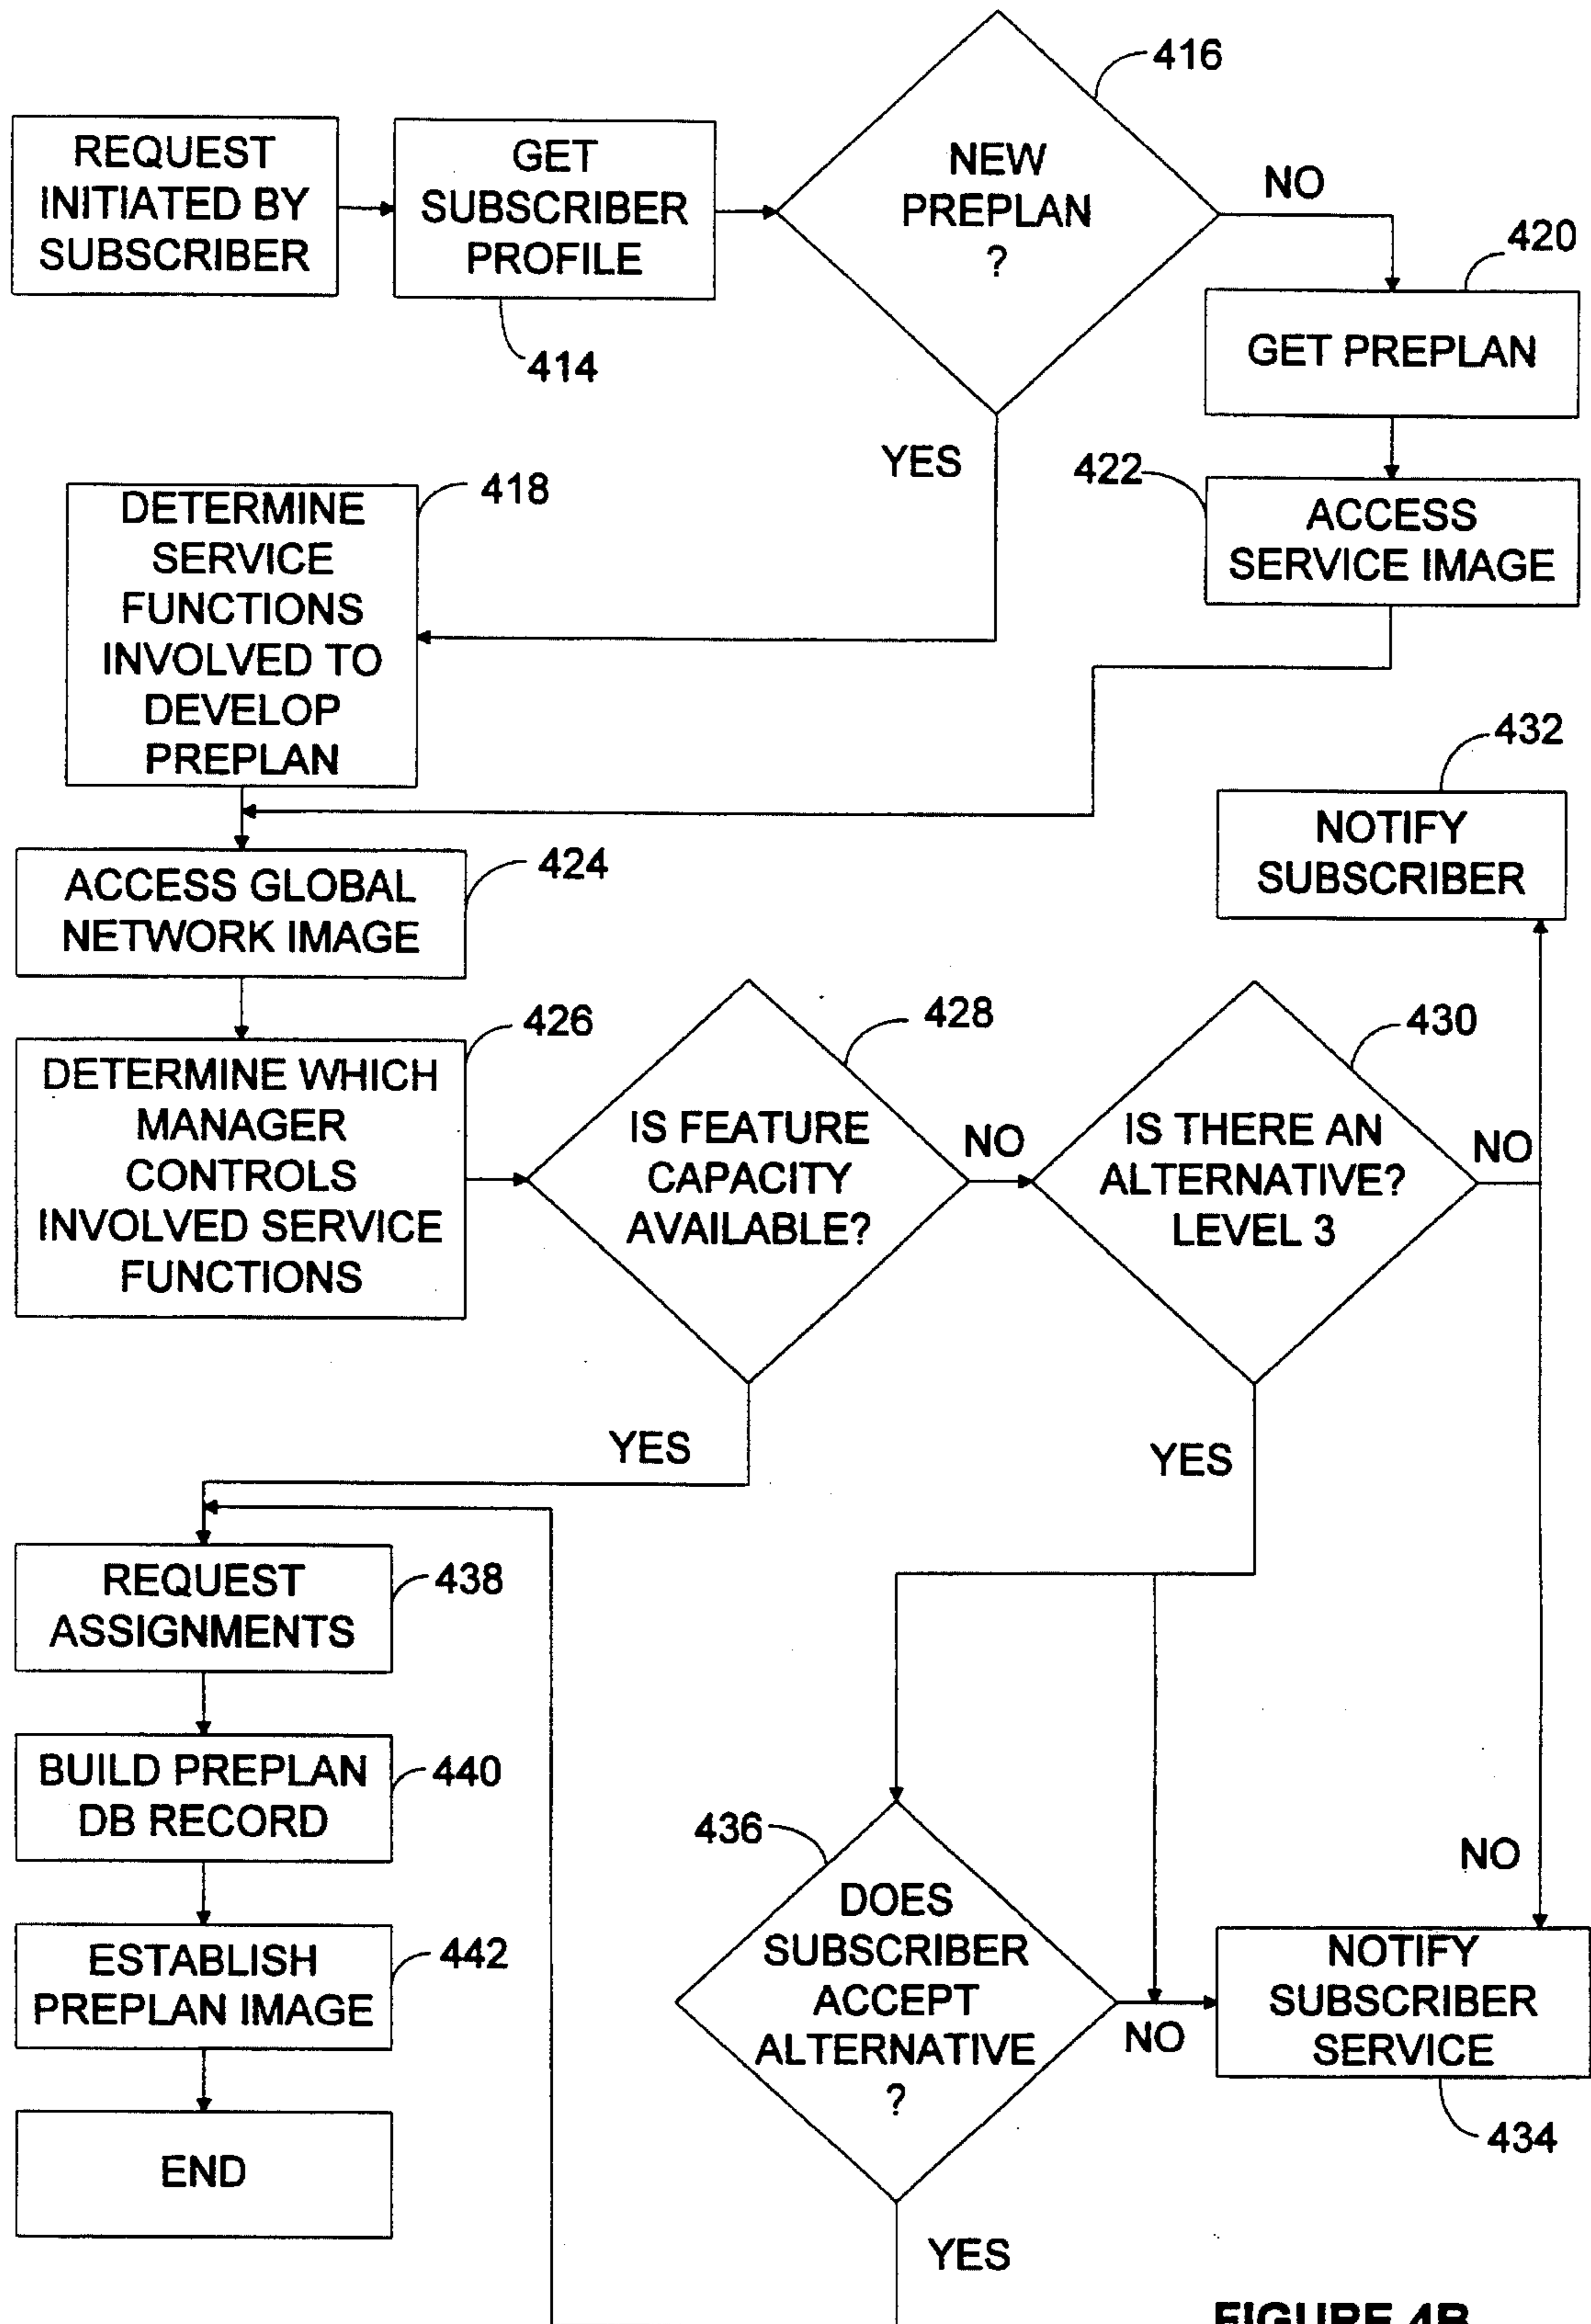 416
REQUEST
INITIATED BY
SUBSCRIBER
GET
SUBSCRIBER
PROFILE
414
NEW
PREPLAN
?
NO
420
GET PREPLAN
YES
422
ACCESS
SERVICE IMAGE
418
DETERMINE
SERVICE
FUNCTIONS
INVOLVED TO
DEVELOP
PREPLAN
432
NOTIFY
SUBSCRIBER
424
ACCESS GLOBAL
NETWORK IMAGE
426
DETERMINE WHICH
MANAGER
CONTROLS
INVOLVED SERVICE
FUNCTIONS
428
IS FEATURE
CAPACITY
AVAILABLE?
NO
430
IS THERE AN
ALTERNATIVE?
LEVEL 3
NO
YES
YES
438
REQUEST
ASSIGNMENTS
440
BUILD PREPLAN
DB RECORD
436
DOES
SUBSCRIBER
ACCEPT
ALTERNATIVE
?
NO
NO
NOTIFY
SUBSCRIBER
SERVICE
434
442
ESTABLISH
PREPLAN IMAGE
END
YES
FIGURE 4B